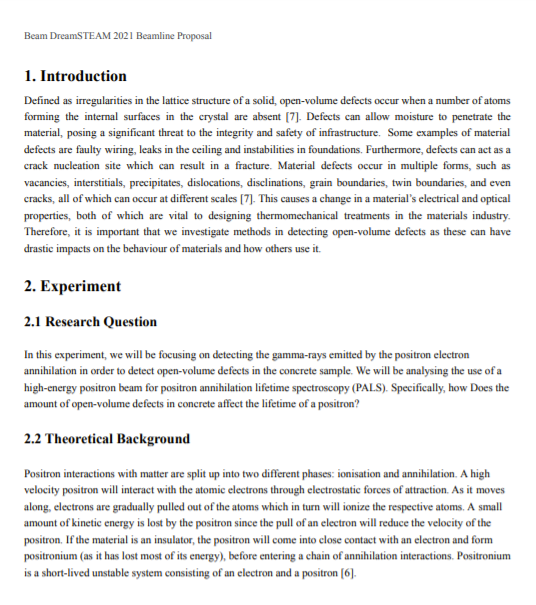 Beam DreamSTEAM 2021 Beamline Proposal
1. Introduction
Defined as irregularities in the lattice structure of a solid, open-volume defects occur when a number of atoms
forming the internal surfaces in the crystal are absent [7]. Defects can allow moisture to penetrate the
material, posing a significant threat to the integrity and safety of infrastructure. Some examples of material
defects are faulty wiring, leaks in the ceiling and instabilities in foundations. Furthermore, defects can act as a
crack nucleation site which can result in a fracture. Material defects occur in multiple forms, such as
vacancies, interstitials, precipitates, dislocations, disclinations, grain boundaries, twin boundaries, and even
cracks, all of which can occur at different scales [7]. This causes a change in a material's electrical and optical
properties, both of which are vital to designing thermomechanical treatments in the materials industry.
Therefore, it is important that we investigate methods in detecting open-volume defects as these can have
drastic impacts on the behaviour of materials and how others use it.
2. Experiment
2.1 Research Question
In this experiment, we will be focusing on detecting the gamma-rays emitted by the positron electron
annihilation in order to detect open-volume defects in the concrete sample. We will be analysing the use of a
high-energy positron beam for positron annihilation lifetime spectroscopy (PALS). Specifically, how Does the
amount of open-volume defects in concrete affect the lifetime of a positron?
2.2 Theoretical Background
Positron interactions with matter are split up into two different phases: ionisation and annihilation. A high
velocity positron will interact with the atomic electrons through electrostatic forces of attraction. As it moves
along, electrons are gradually pulled out of the atoms which in turn will ionize the respective atoms. A small
amount of kinetic energy is lost by the positron since the pull of an electron will reduce the velocity of the
positron. If the material is an insulator, the positron will come into close contact with an electron and form
positronium (as it has lost most of its energy), before entering a chain of annihilation interactions. Positronium
is a short-lived unstable system consisting of an electron and a positron [6].